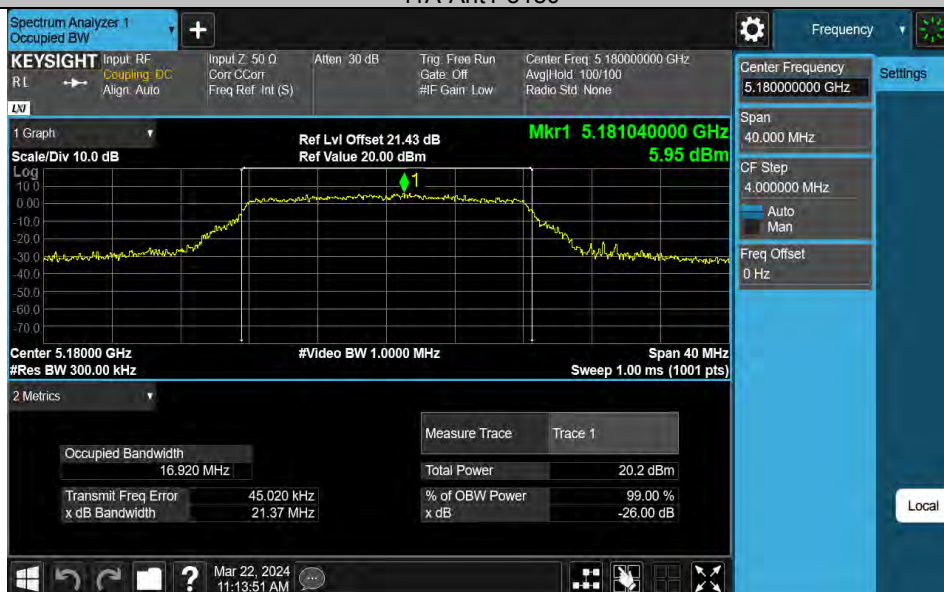 Spectrum Analyzer 1
Occupied BW
Frequency
KEYSIGHT
RL
LXI
Input: RF
Coupling: DC
Align: Auto
Input Z: 50 Ω
Corr CCorr
Freq Ref: Int (S)
Atten: 30 dB
Trig: Free Run
Gate: Off
#IF Gain: Low
Center Freq: 5.180000000 GHz
Avg|Hold: 100/100
Radio Std: None
Center Frequency
5.180000000 GHz
Settings
Span
40.000 MHz
CF Step
4.000000 MHz
Auto
Man
Freq Offset
0 Hz
Local
1 Graph
Scale/Div 10.0 dB
Ref Lvl Offset 21.43 dB
Ref Value 20.00 dBm
Mkr1 5.181040000 GHz
5.95 dBm
Log
10.0
0.00
-10.0
-20.0
-30.0
-40.0
-50.0
-60.0
-70.0
1
Center 5.18000 GHz
#Res BW 300.00 kHz
#Video BW 1.0000 MHz
Span 40 MHz
Sweep 1.00 ms (1001 pts)
2 Metrics
Measure Trace Trace 1
Occupied Bandwidth
16.920 MHz
Total Power 20.2 dBm
Transmit Freq Error 45.020 kHz
% of OBW Power 99.00 %
x dB Bandwidth 21.37 MHz
x dB -26.00 dB
Mar 22, 2024
11:13:51 AM